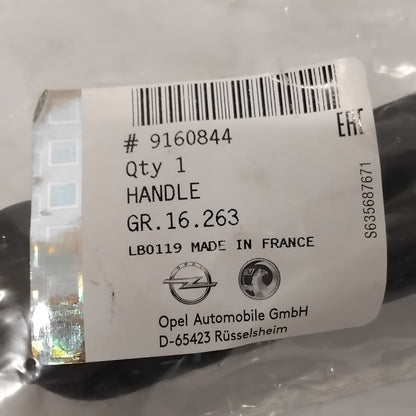 # 9160844
Qty 1
HANDLE
GR.16.263
LB0119 MADE IN FRANCE
Opel Automobile GmbH
D-65423 Rüsselsheim
EAC
S635687671